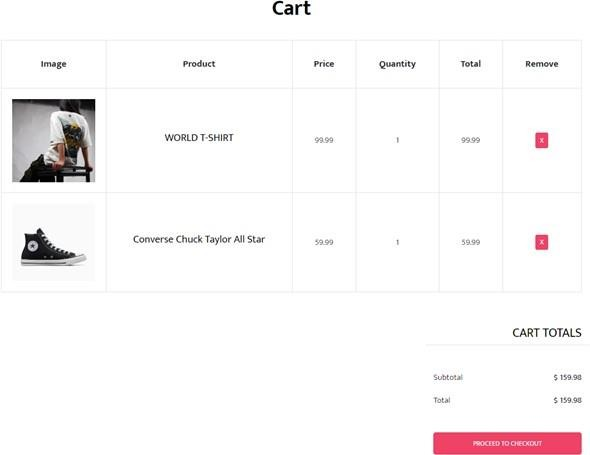 Cart
Image Product Price Quantity Total Remove
WORLD T-SHIRT 99.99 1 99.99 X
Converse Chuck Taylor All Star 59.99 1 59.99 X
CART TOTALS
Subtotal $ 159.98
Total $ 159.98
PROCEED TO CHECKOUT